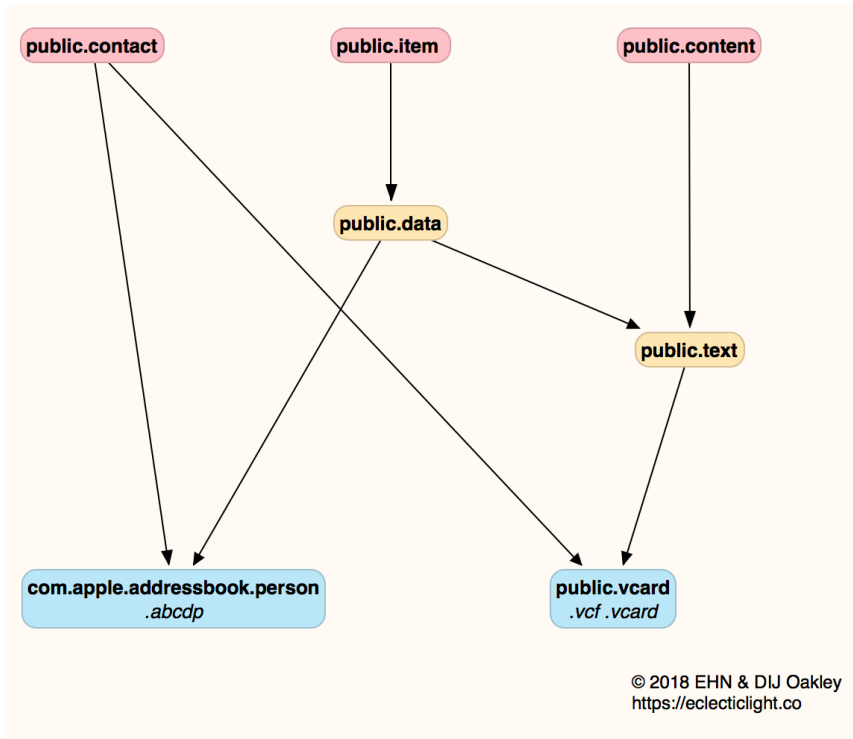 public.contact
public.item
public.content
public.data
public.text
com.apple.addressbook.person
.abcdp
public.vcard
.vcf .vcard
© 2018 EHN & DIJ Oakley
https://eclecticlight.co